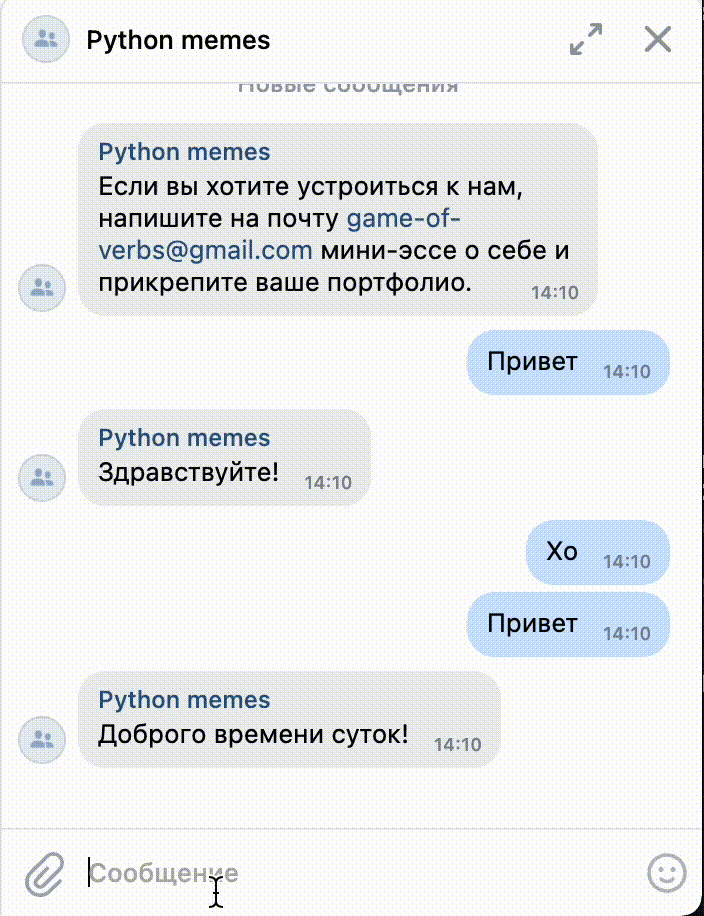 Python memes
Новые сообщения
Python memes
Если вы хотите устроиться к нам,
напишите на почту game-of-
verbs@gmail.com мини-эссе о себе и
прикрепите ваше портфолио.
14:10
Привет 14:10
Python memes
Здравствуйте! 14:10
Хо 14:10
Привет 14:10
Python memes
Доброго времени суток! 14:10
Сообщение